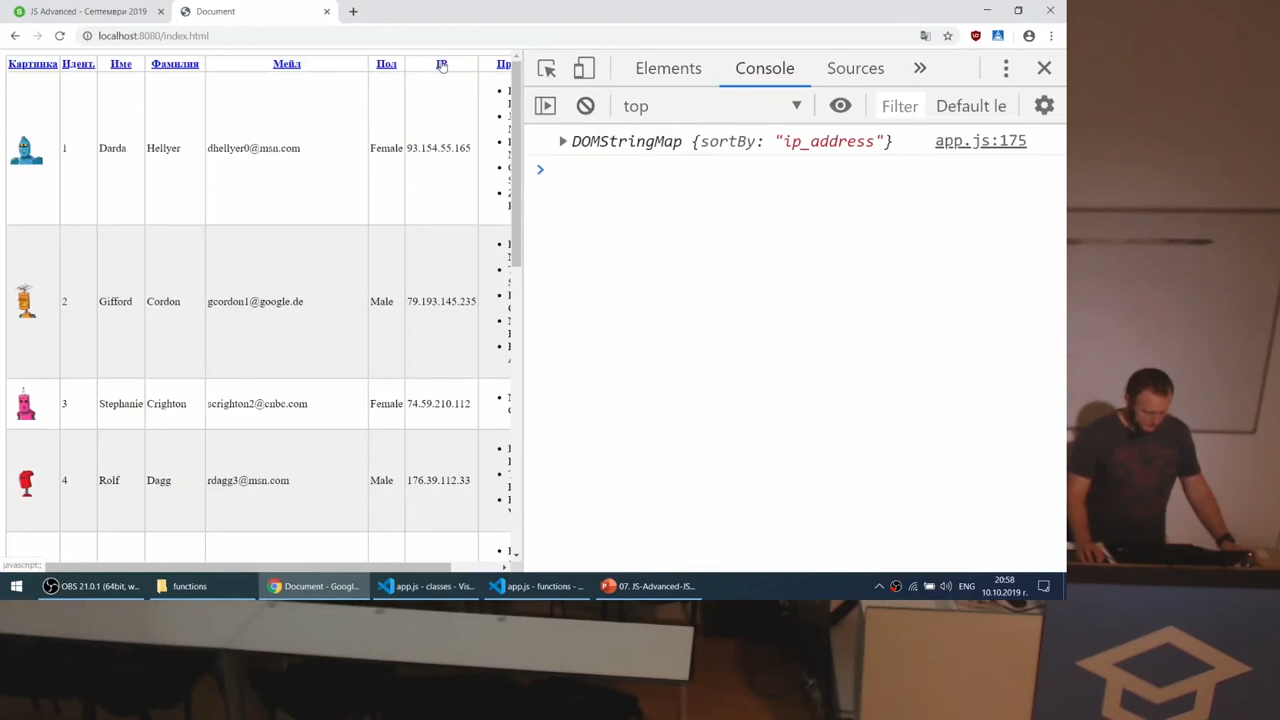 JS Advanced - Септември 2019
Document
localhost:8080/index.html
Картинка Идент. Име Фамилия Мейл Пол IP Пр
1 Darda Hellyer dhellyer0@msn.com Female 93.154.55.165
2 Gifford Cordon gcordon1@google.de Male 79.193.145.235
3 Stephanie Crighton scrighton2@cnbc.com Female 74.59.210.112
4 Rolf Dagg rdagg3@msn.com Male 176.39.112.33
javascript:;
Elements Console Sources
top Filter Default le
DOMStringMap {sortBy: "ip_address"} app.js:175
OBS 21.0.1 (64bit, w... functions Document - Googl... app.js - classes - Vis... app.js - functions - ... 07. JS-Advanced-JS... ЕНГ 20:58
10.10.2019 г.